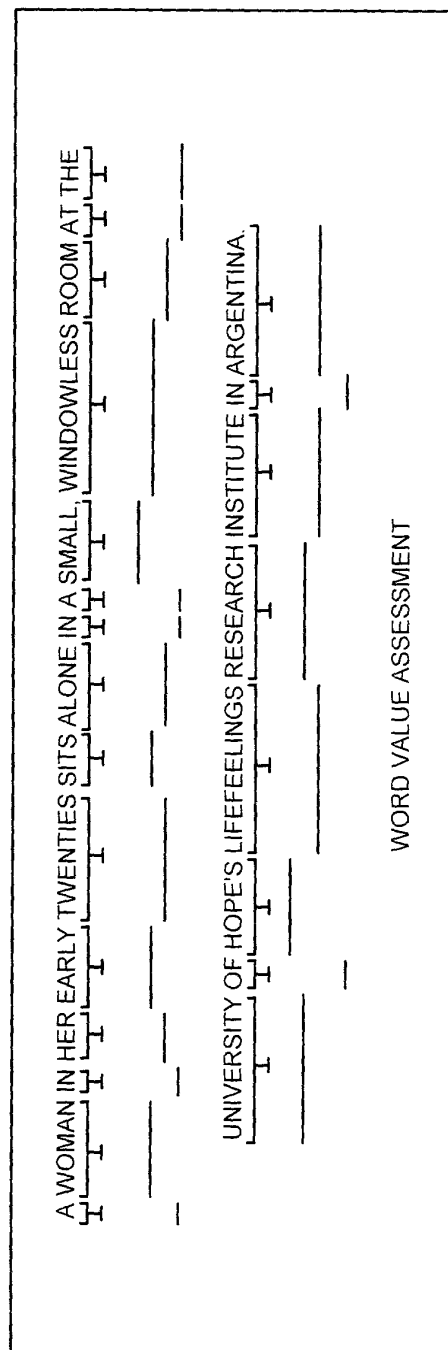 A WOMAN IN HER EARLY TWENTIES SITS ALONE IN A SMALL, WINDOWLESS ROOM AT THE
UNIVERSITY OF HOPE'S LIFEFEELINGS RESEARCH INSTITUTE IN ARGENTINA.
WORD VALUE ASSESSMENT